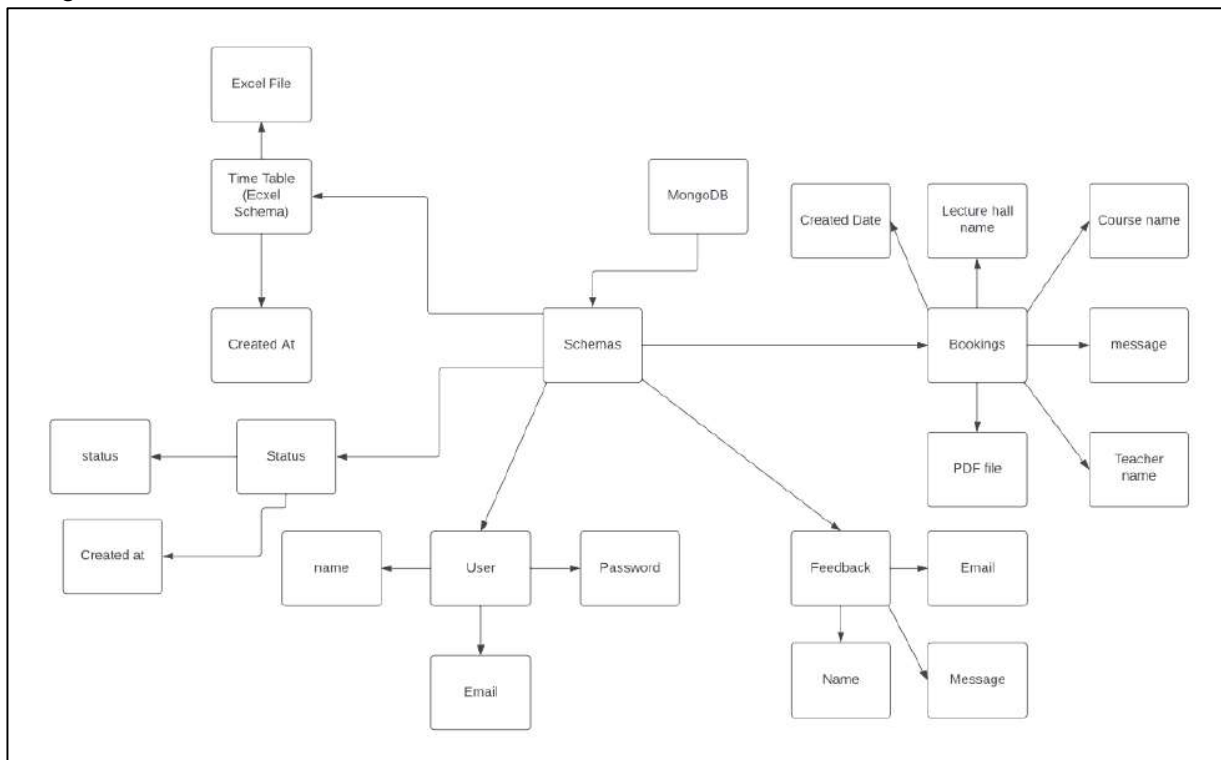 Excel File
Time Table
(Ecxel
Schema)
MongoDB
Created Date
Lecture hall
name
Course name
Created At
Schemas
Bookings
message
status
Status
PDF file
Teacher
name
Created at
name
User
Password
Feedback
Email
Email
Name
Message